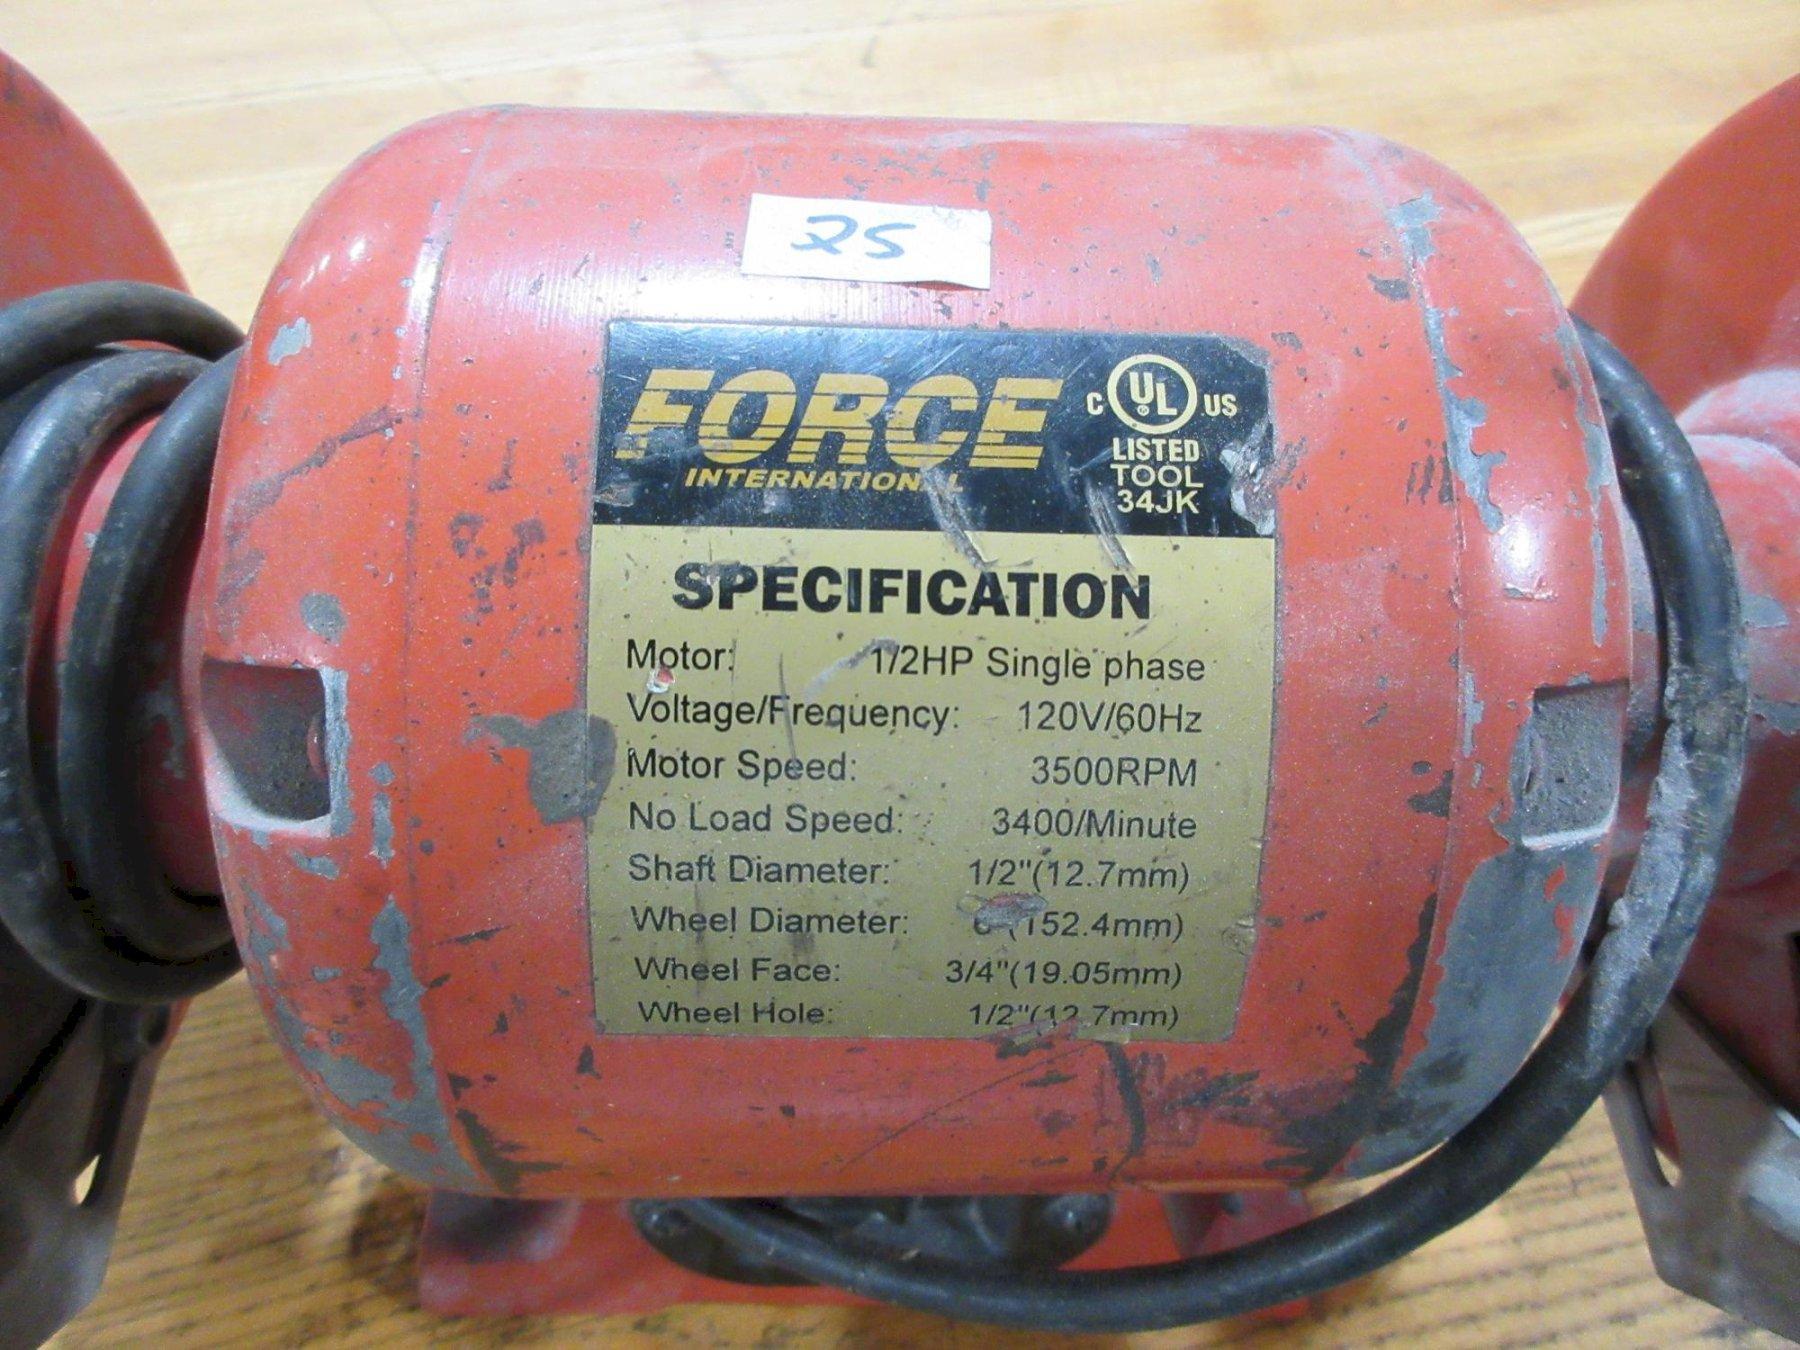 25
FORCE
INTERNATIONAL
C UL US
LISTED
TOOL
34JK
SPECIFICATION
Motor: 1/2HP Single phase
Voltage/Frequency: 120V/60Hz
Motor Speed: 3500RPM
No Load Speed: 3400/Minute
Shaft Diameter: 1/2"(12.7mm)
Wheel Diameter: 6"(152.4mm)
Wheel Face: 3/4"(19.05mm)
Wheel Hole: 1/2"(12.7mm)